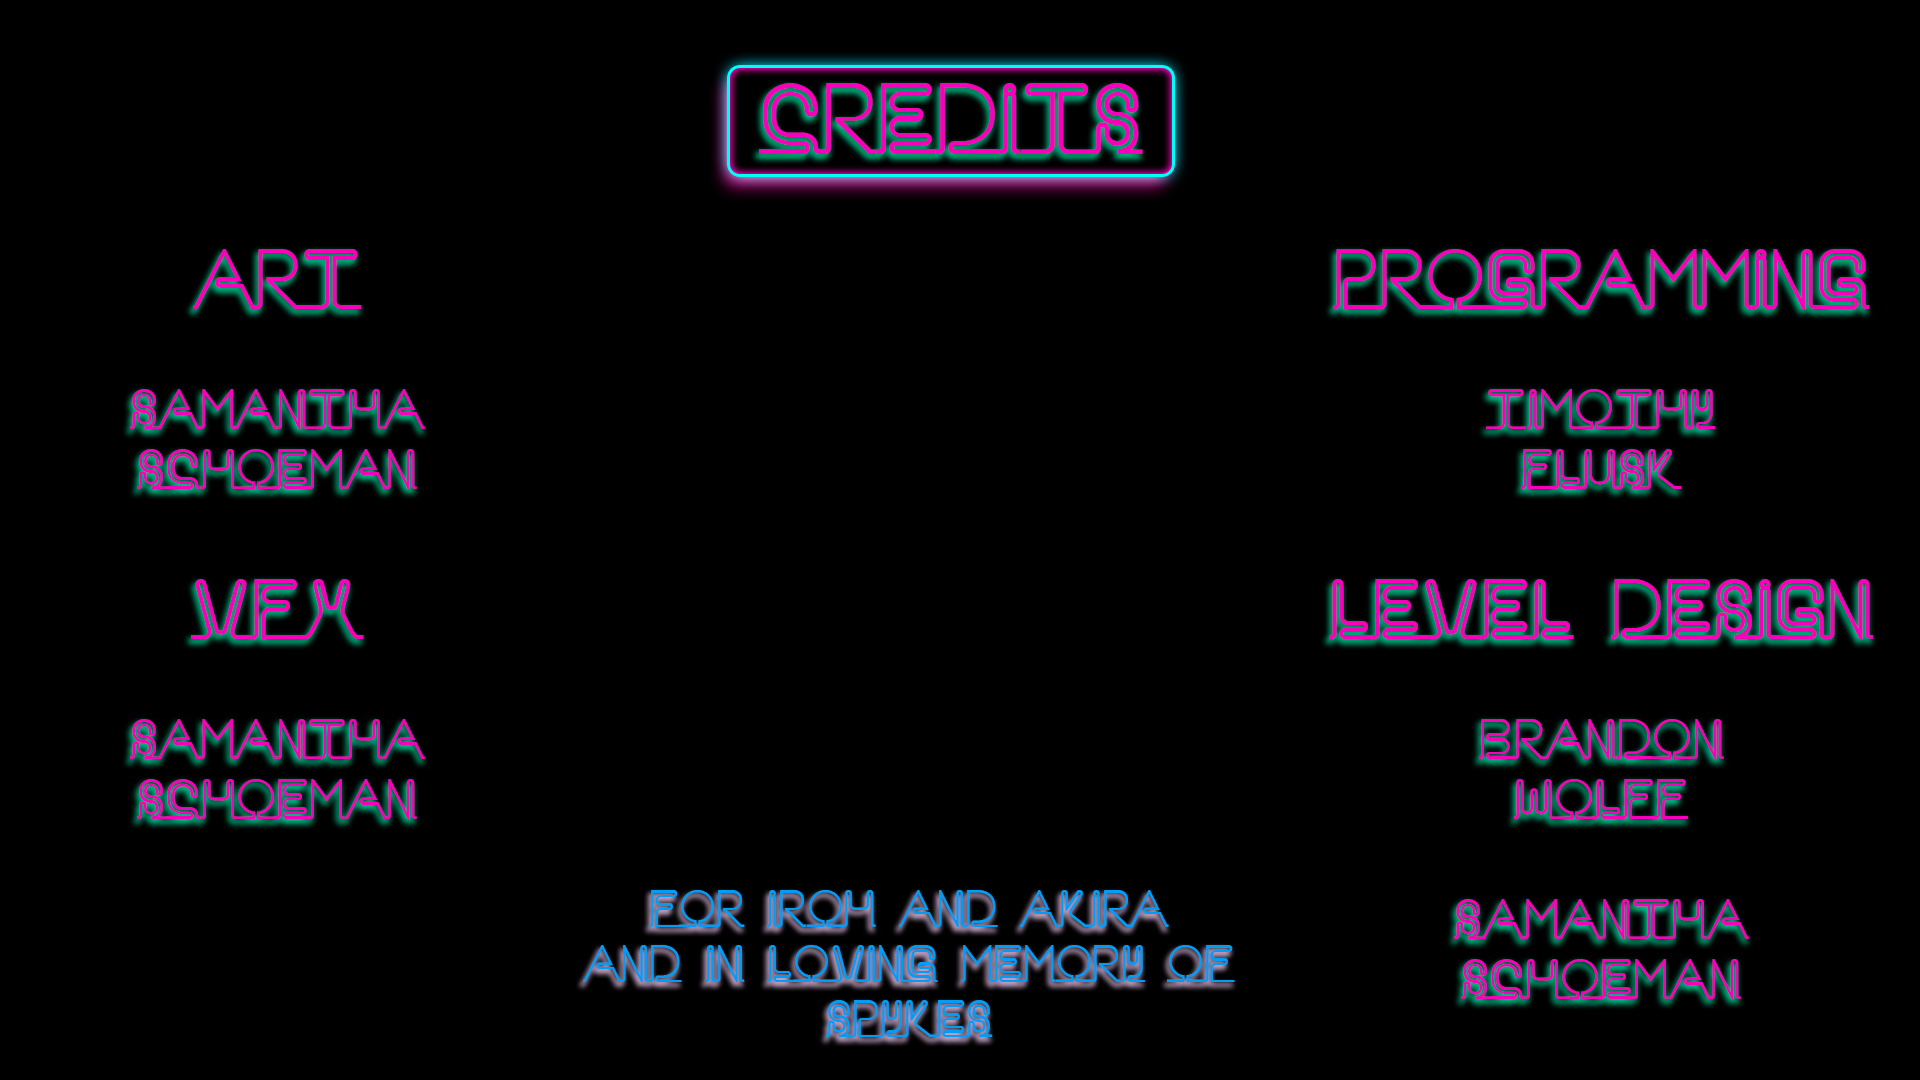 CREDITS
ART
SAMANTHA
SCHOEMAN
VFX
SAMANTHA
SCHOEMAN
PROGRAMMING
TIMOTHY
FLUSK
LEVEL DESIGN
BRANDON
WOLFF
SAMANTHA
SCHOEMAN
FOR IROH AND AKIRA
AND IN LOVING MEMORY OF
SPYKES